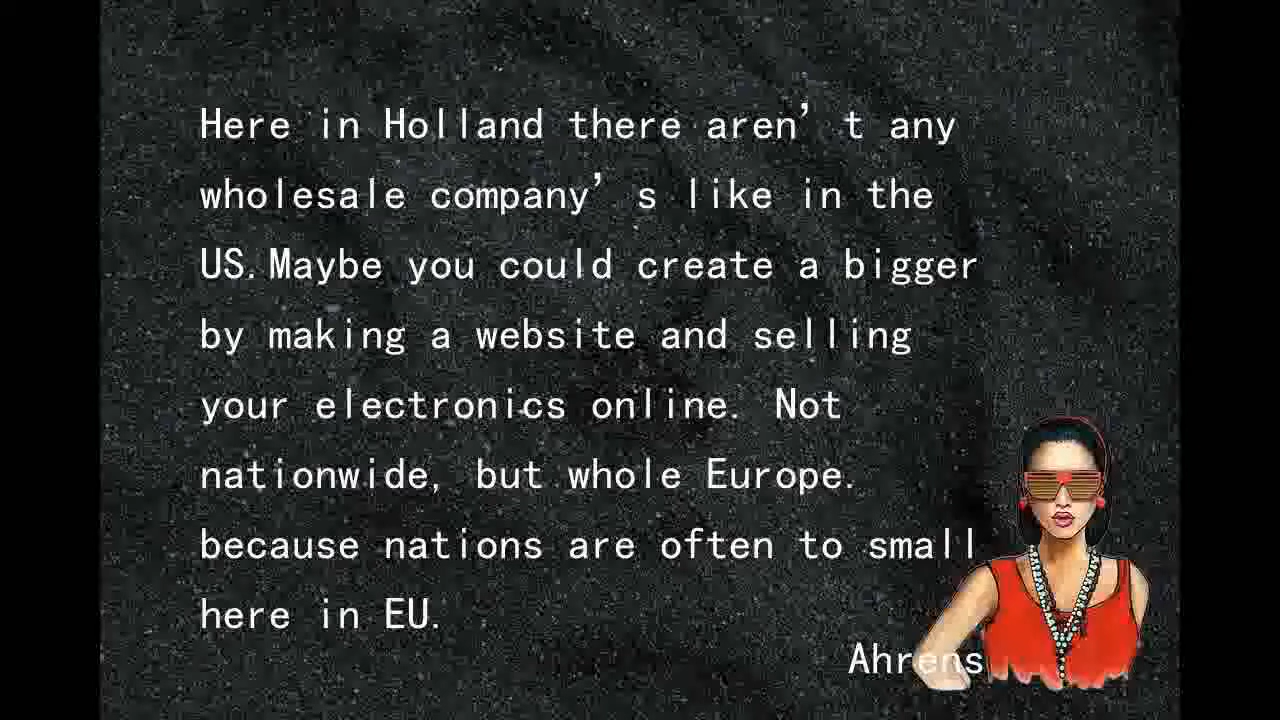 Here in Holland there aren’t any
wholesale company’s like in the
US.Maybe you could create a bigger
by making a website and selling
your electronics online. Not
nationwide, but whole Europe.
because nations are often to small
here in EU.
Ahrens